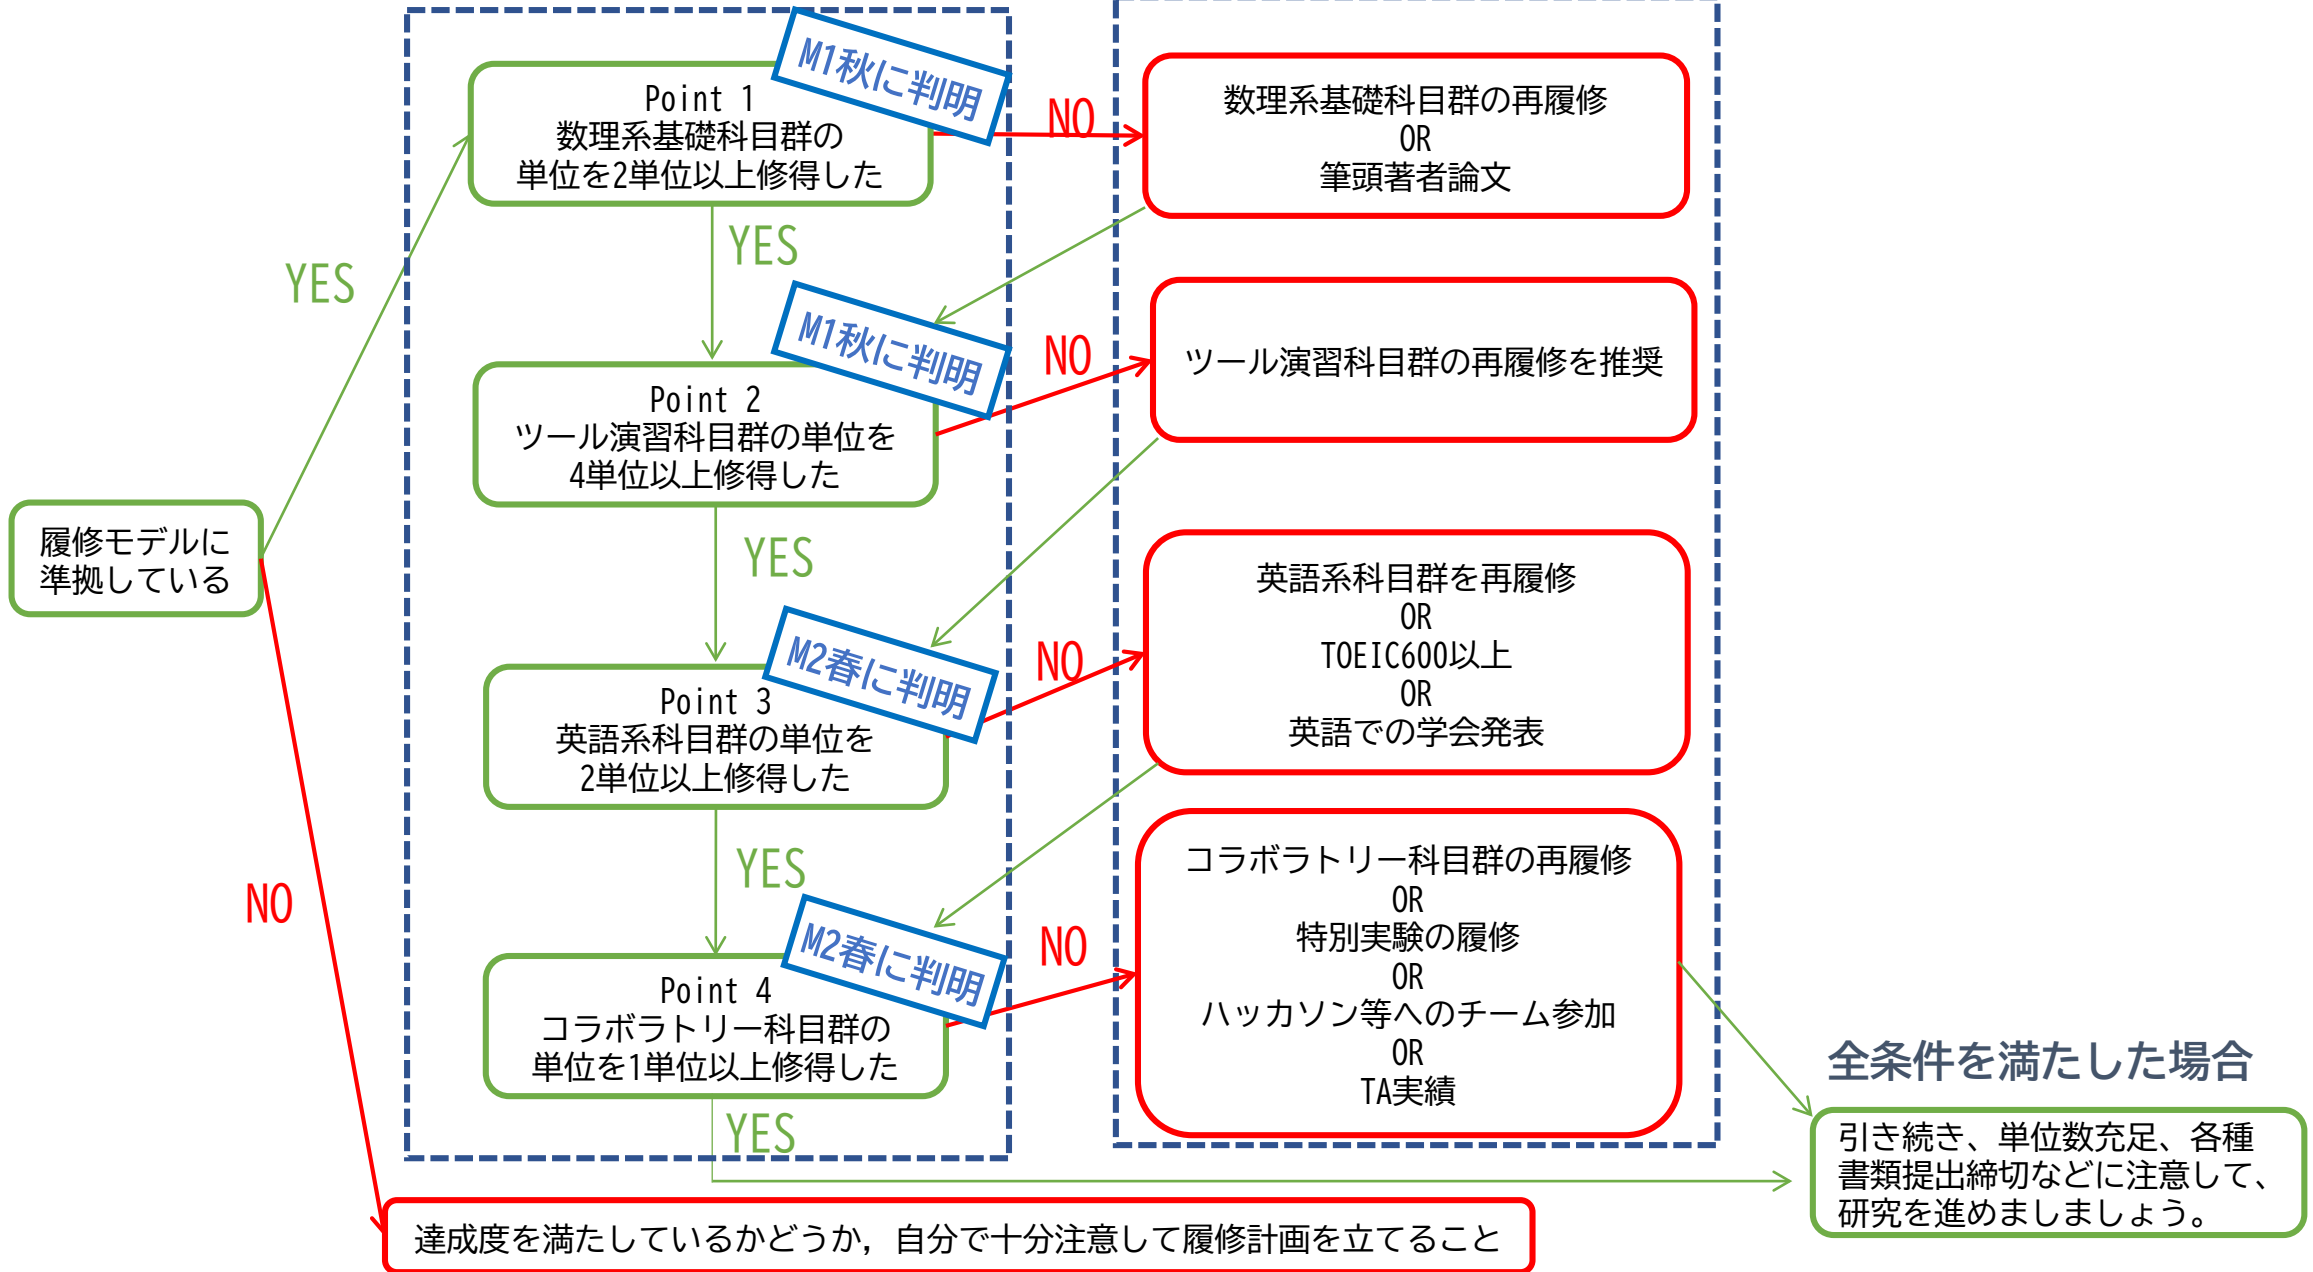 M1秋に判明
Point 1
数理系基礎科目群の
単位を2単位以上修得した
NO
数理系基礎科目群の再履修
OR
筆頭著者論文
YES
YES
M1秋に判明
Point 2
ツール演習科目群の単位を
4単位以上修得した
NO
ツール演習科目群の再履修を推奨
履修モデルに
準拠している
YES
M2春に判明
Point 3
英語系科目群の単位を
2単位以上修得した
NO
英語系科目群を再履修
OR
TOEIC600以上
OR
英語での学会発表
YES
NO
M2春に判明
Point 4
コラボラトリー科目群の
単位を1単位以上修得した
NO
コラボラトリー科目群の再履修
OR
特別実験の履修
OR
ハッカソン等へのチーム参加
OR
TA実績
YES
全条件を満たした場合
引き続き、単位数充足、各種
書類提出締切などに注意して、
研究を進めましましょう。
達成度を満たしているかどうか，自分で十分注意して履修計画を立てること